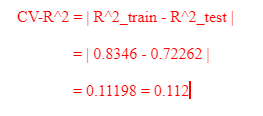 CV-R^2 = | R^2_train - R^2_test |
= | 0.8346 - 0.72262 |
= 0.11198 = 0.112